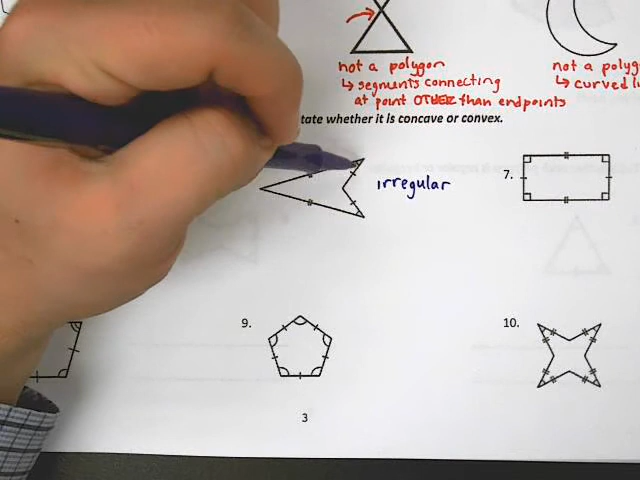 not a polygon
↳ segments connecting
at point OTHER than endpoints
not a polyg
↳ curved li
tate whether it is concave or convex.
irregular
7.
9.
10.
3